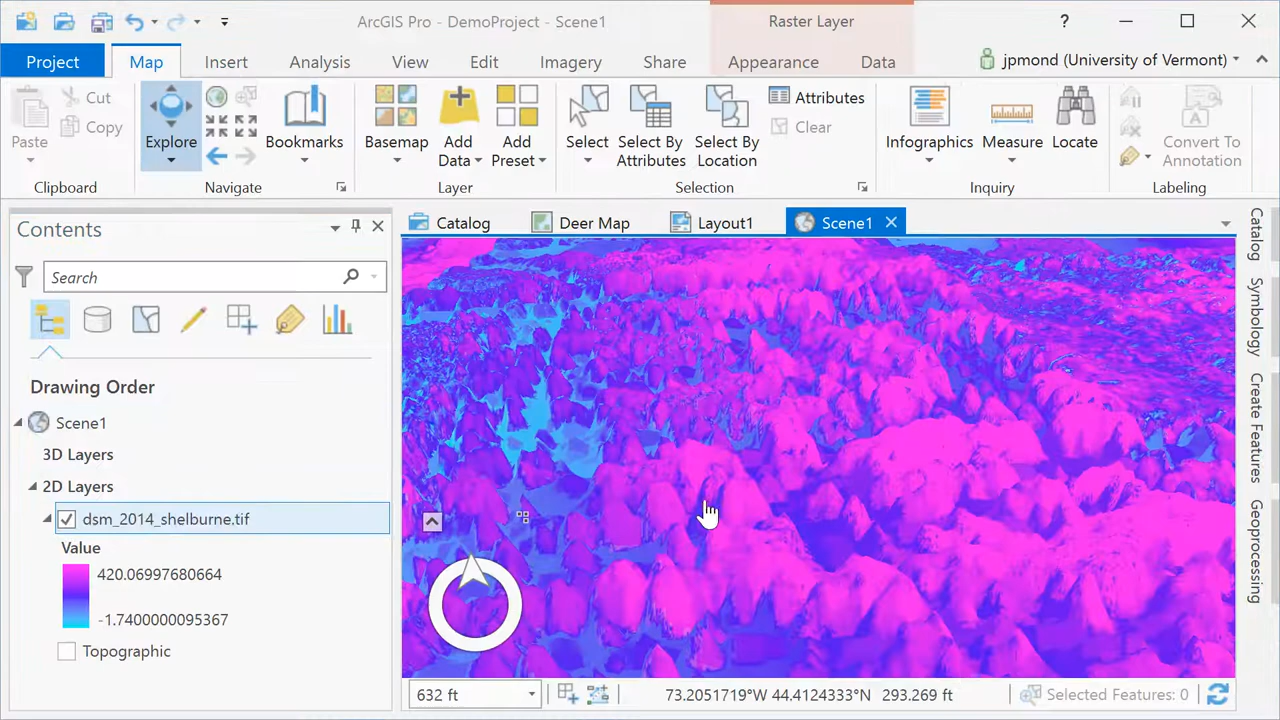 ArcGIS Pro - DemoProject - Scene1
Raster Layer
?
Project
Map
Insert
Analysis
View
Edit
Imagery
Share
Appearance
Data
jpmond (University of Vermont)
Paste
Cut
Copy
Clipboard
Explore
Bookmarks
Navigate
Basemap
Add Data
Add Preset
Layer
Select
Select By Attributes
Select By Location
Attributes
Clear
Selection
Infographics
Measure
Locate
Inquiry
Convert To Annotation
Labeling
Contents
Search
Drawing Order
Scene1
3D Layers
2D Layers
dsm_2014_shelburne.tif
Value
420.06997680664
-1.7400000095367
Topographic
Catalog
Deer Map
Layout1
Scene1
632 ft
73.2051719°W 44.4124333°N 293.269 ft
Selected Features: 0
Catalog
Symbology
Create Features
Geoprocessing